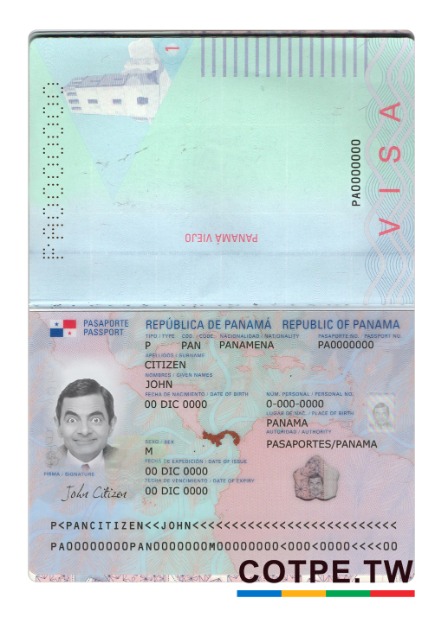 1
PA0000000
PA0000000
VISA
PANAMÁ VIEJO
PASAPORTE
PASSPORT
REPÚBLICA DE PANAMÁ REPUBLIC OF PANAMA
TIPO / TYPE COD. / CODE NACIONALIDAD / NATIONALITY PASAPORTE NO. / PASSPORT NO.
P PAN PANAMENA PA0000000
APELLIDOS / SURNAME
CITIZEN
NOMBRES / GIVEN NAMES
JOHN
FECHA DE NACIMIENTO / DATE OF BIRTH NÚM. PERSONAL / PERSONAL NO.
00 DIC 0000 0-000-0000
LUGAR DE NAC. / PLACE OF BIRTH
PANAMA
SEXO / SEX AUTORIDAD / AUTHORITY
M PASAPORTES/PANAMA
FECHA DE EXPEDICIÓN / DATE OF ISSUE
00 DIC 0000
FECHA DE VENCIMIENTO / DATE OF EXPIRY
00 DIC 0000
FIRMA / SIGNATURE
John Citizen
P<PANCITIZEN<<JOHN<<<<<<<<<<<<<<<<<<<<<<<<<<
PA00000000PAN0000000M00000000<000<0000<<<<00
COTPE.TW